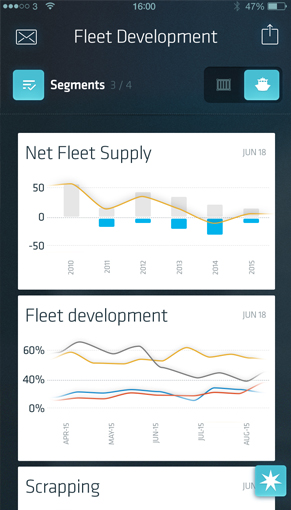 3 16:00 47%
Fleet Development
Segments 3 / 4
Net Fleet Supply JUN 18
50
0
-50
2010 2011 2012 2013 2014 2015
Fleet development JUN 18
60%
40%
0%
APR-15 MAY-15 JUN-15 JUL-15 AUG-15
Scrapping